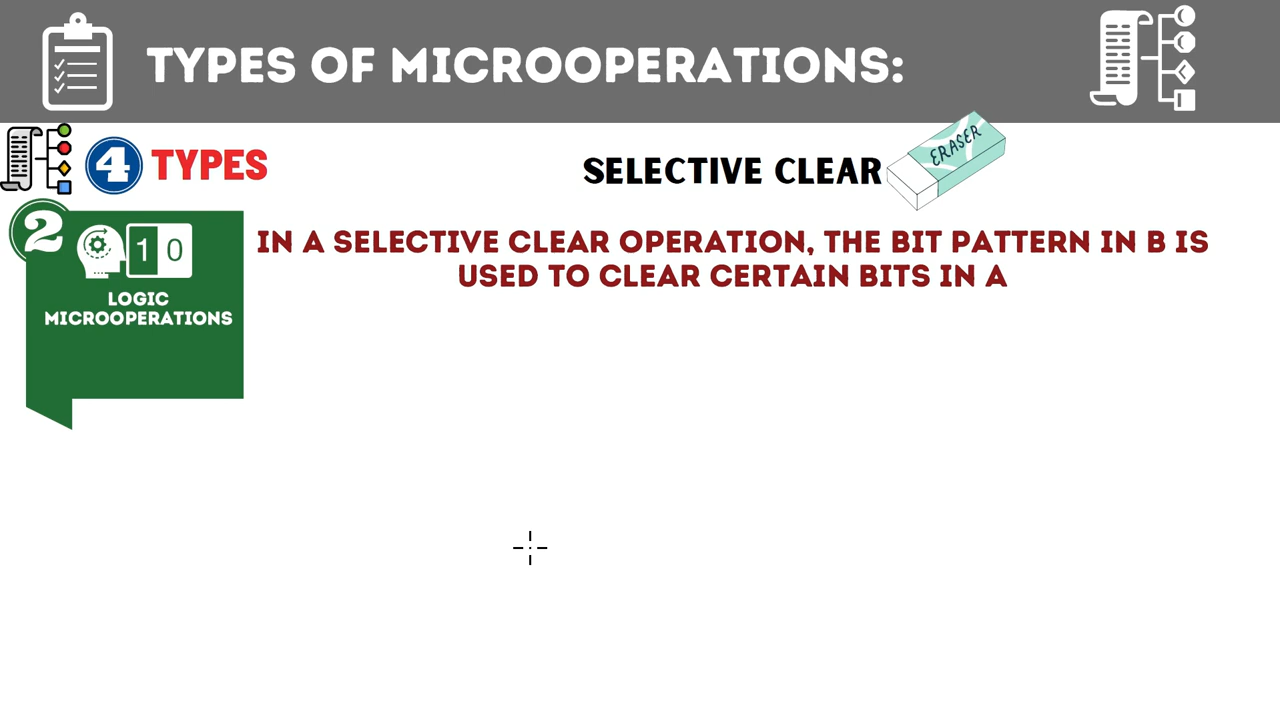 TYPES OF MICROOPERATIONS:
4 TYPES
SELECTIVE CLEAR
ERASER
2
1 0
LOGIC
MICROOPERATIONS
IN A SELECTIVE CLEAR OPERATION, THE BIT PATTERN IN B IS
USED TO CLEAR CERTAIN BITS IN A